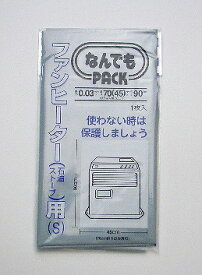 なんでも
PACK
0.03 170(45) 90
1枚入
使わない時は
保護しましょう
ファンヒーター(石油ストーブ)用(S)
45cm